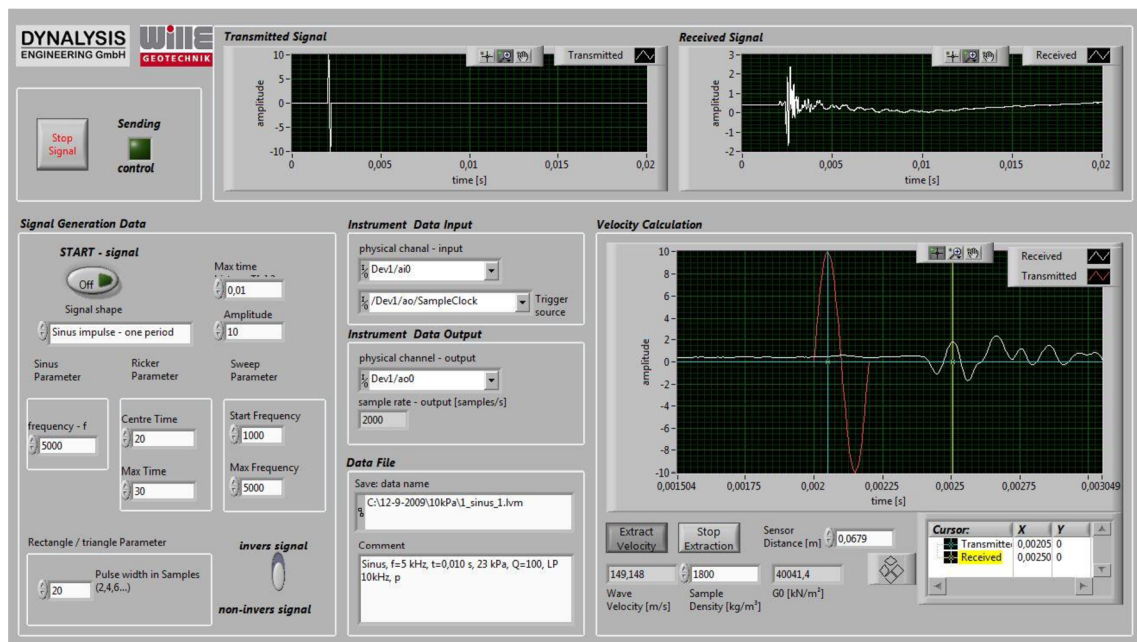 DYNALYSIS
ENGINEERING GmbH
WILLE
GEOTECHNIK
Stop
Signal
Sending
control
Transmitted Signal
Transmitted
amplitude
10
5
0
-5
-10
0 0,005 0,01 0,015 0,02
time [s]
Received Signal
Received
amplitude
3
2
1
0
-1
-2
0 0,005 0,01 0,015 0,02
time [s]
Signal Generation Data
START - signal
Off
Signal shape
Sinus impulse - one period
Max time
0,01
Amplitude
10
Sinus
Parameter
Ricker
Parameter
Sweep
Parameter
frequency - f
5000
Centre Time
20
Max Time
30
Start Frequency
1000
Max Frequency
5000
Rectangle / triangle Parameter
20
Pulse width in Samples
(2,4,6...)
invers signal
non-invers signal
Instrument Data Input
physical chanal - input
Dev1/ai0
/Dev1/ao/SampleClock
Trigger
source
Instrument Data Output
physical channel - output
Dev1/ao0
sample rate - output [samples/s]
2000
Data File
Save: data name
C:\12-9-2009\10kPa\1_sinus_1.lvm
Comment
Sinus, f=5 kHz, t=0,010 s, 23 kPa, Q=100, LP
10kHz, p
Velocity Calculation
Received
Transmitted
amplitude
10
8
6
4
2
0
-2
-4
-6
-8
-10
0,001504 0,00175 0,002 0,00225 0,0025 0,00275 0,003049
time [s]
Extract
Velocity
Stop
Extraction
Sensor
Distance [m]
0,0679
149,148
1800
40041,4
Wave
Velocity [m/s]
Sample
Density [kg/m³]
G0 [kN/m²]
Cursor: X Y
Transmitte 0,00205 0
Received 0,00250 0